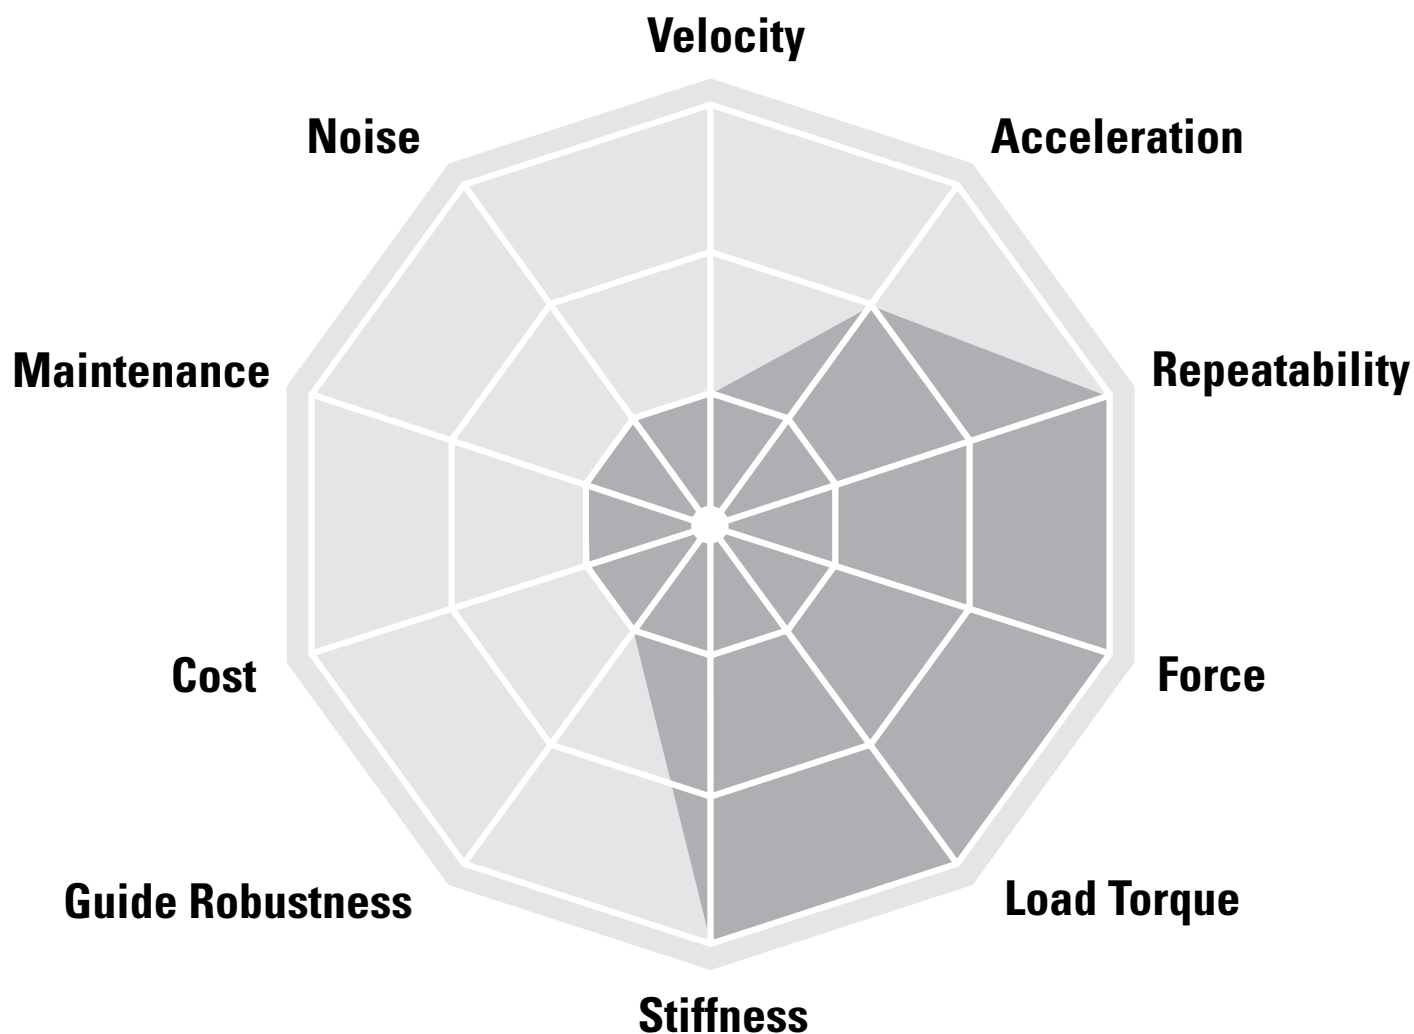 Velocity
Noise
Acceleration
Maintenance
Repeatability
Cost
Force
Guide Robustness
Load Torque
Stiffness